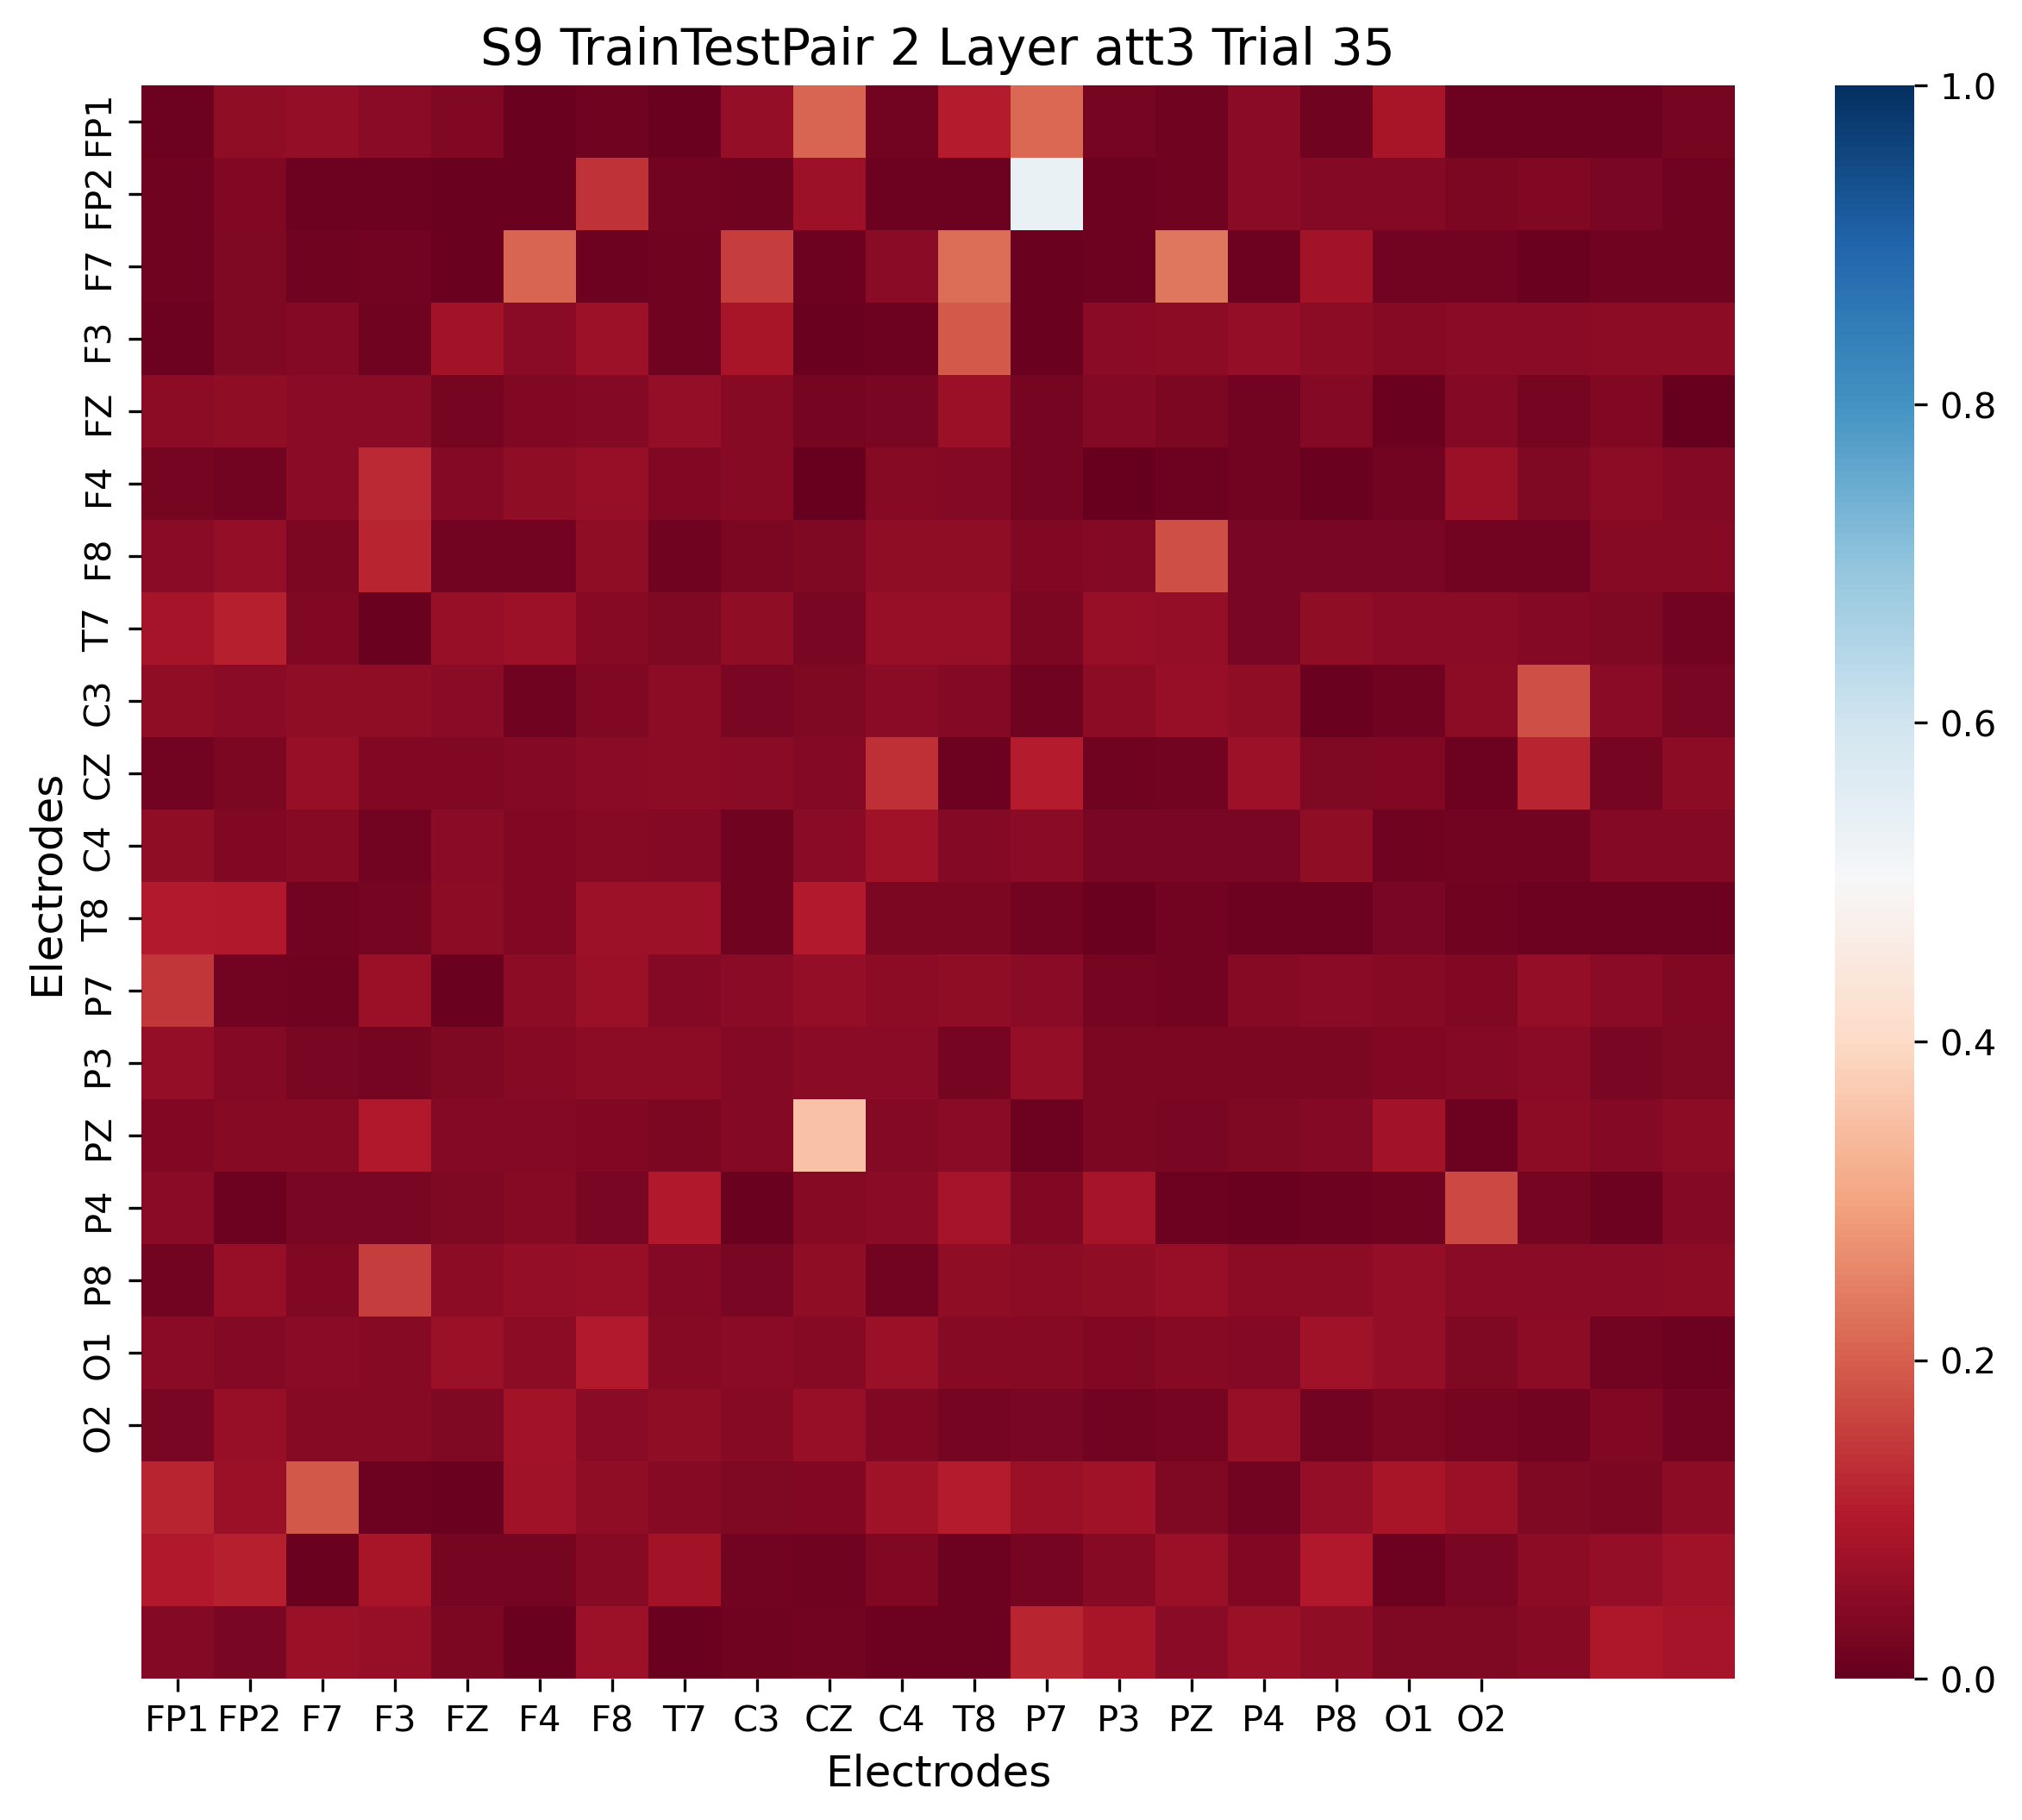 S9 TrainTestPair 2 Layer att3 Trial 35
Electrodes
FP1
FP2
F7
F3
FZ
F4
F8
T7
C3
CZ
C4
T8
P7
P3
PZ
P4
P8
O1
O2
FP1 FP2 F7 F3 FZ F4 F8 T7 C3 CZ C4 T8 P7 P3 PZ P4 P8 O1 O2
Electrodes
1.0
0.8
0.6
0.4
0.2
0.0